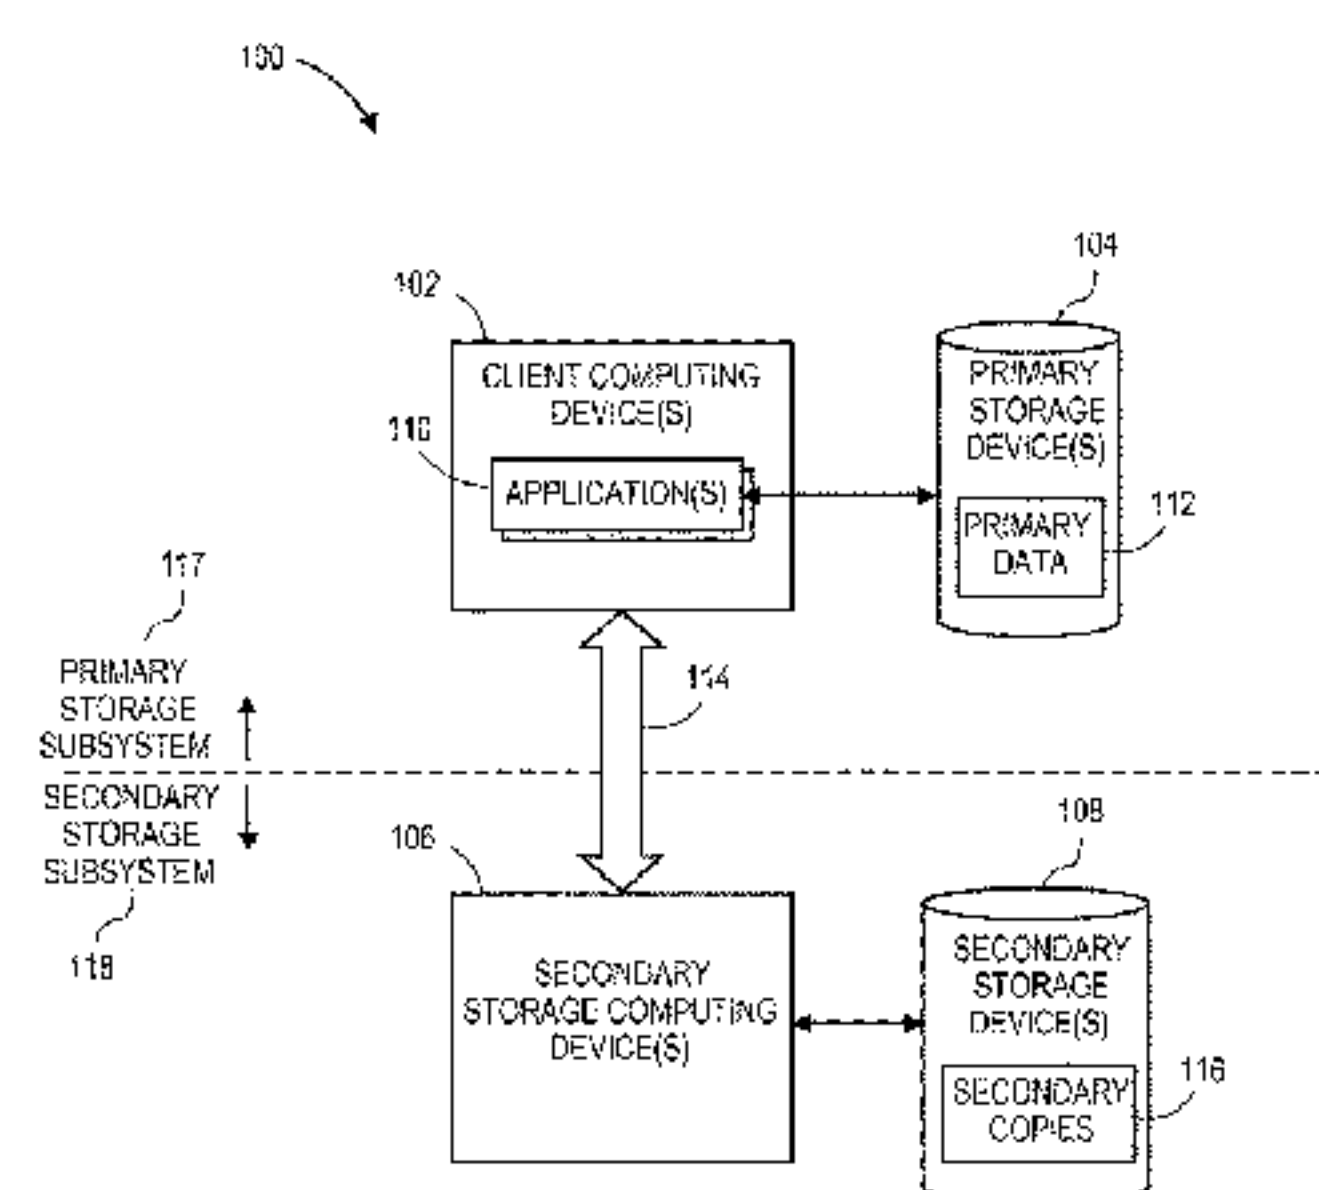 100
104
102
CLIENT COMPUTING
DEVICE(S)
PRIMARY
STORAGE
DEVICE(S)
110
APPLICATION(S)
112
PRIMARY
DATA
117
PRIMARY
STORAGE
SUBSYSTEM
114
SECONDARY
STORAGE
SUBSYSTEM
118
106
108
SECONDARY
STORAGE COMPUTING
DEVICE(S)
SECONDARY
STORAGE
DEVICE(S)
116
SECONDARY
COPIES